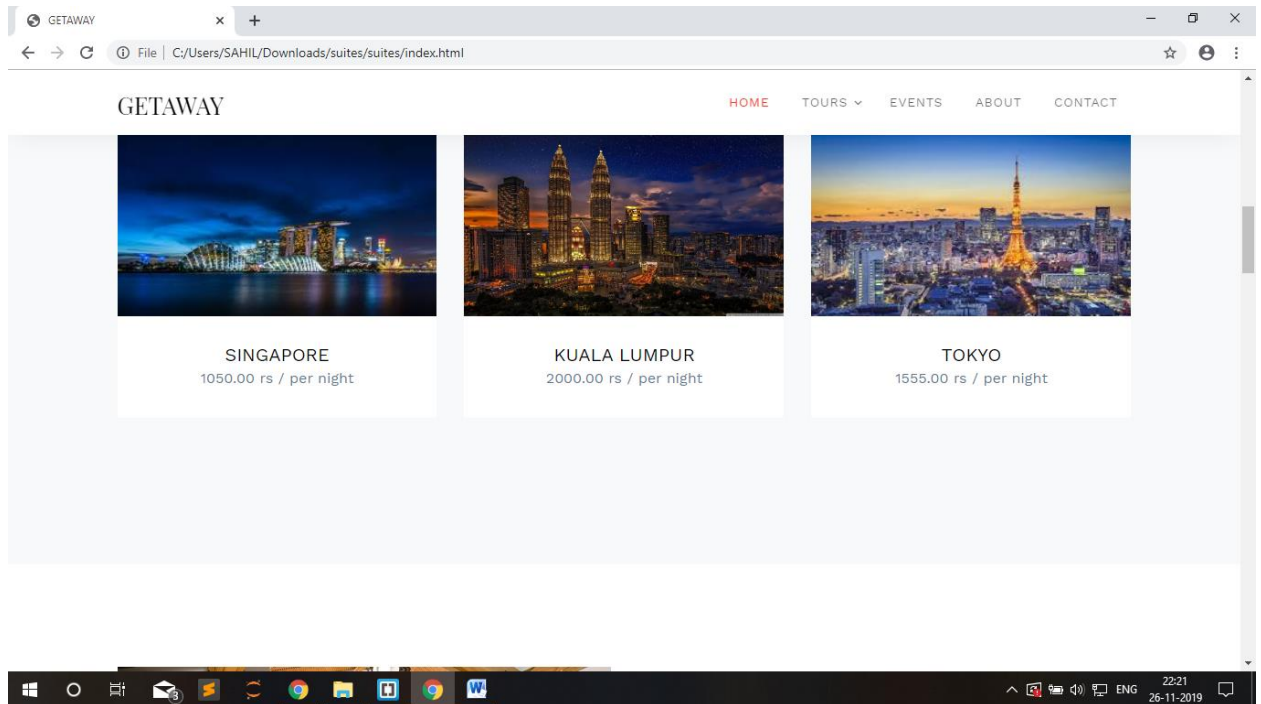 GETAWAY
File | C:/Users/SAHIL/Downloads/suites/suites/index.html
GETAWAY
HOME TOURS EVENTS ABOUT CONTACT
SINGAPORE
1050.00 rs / per night
KUALA LUMPUR
2000.00 rs / per night
TOKYO
1555.00 rs / per night
3
W
ENG
22:21
26-11-2019